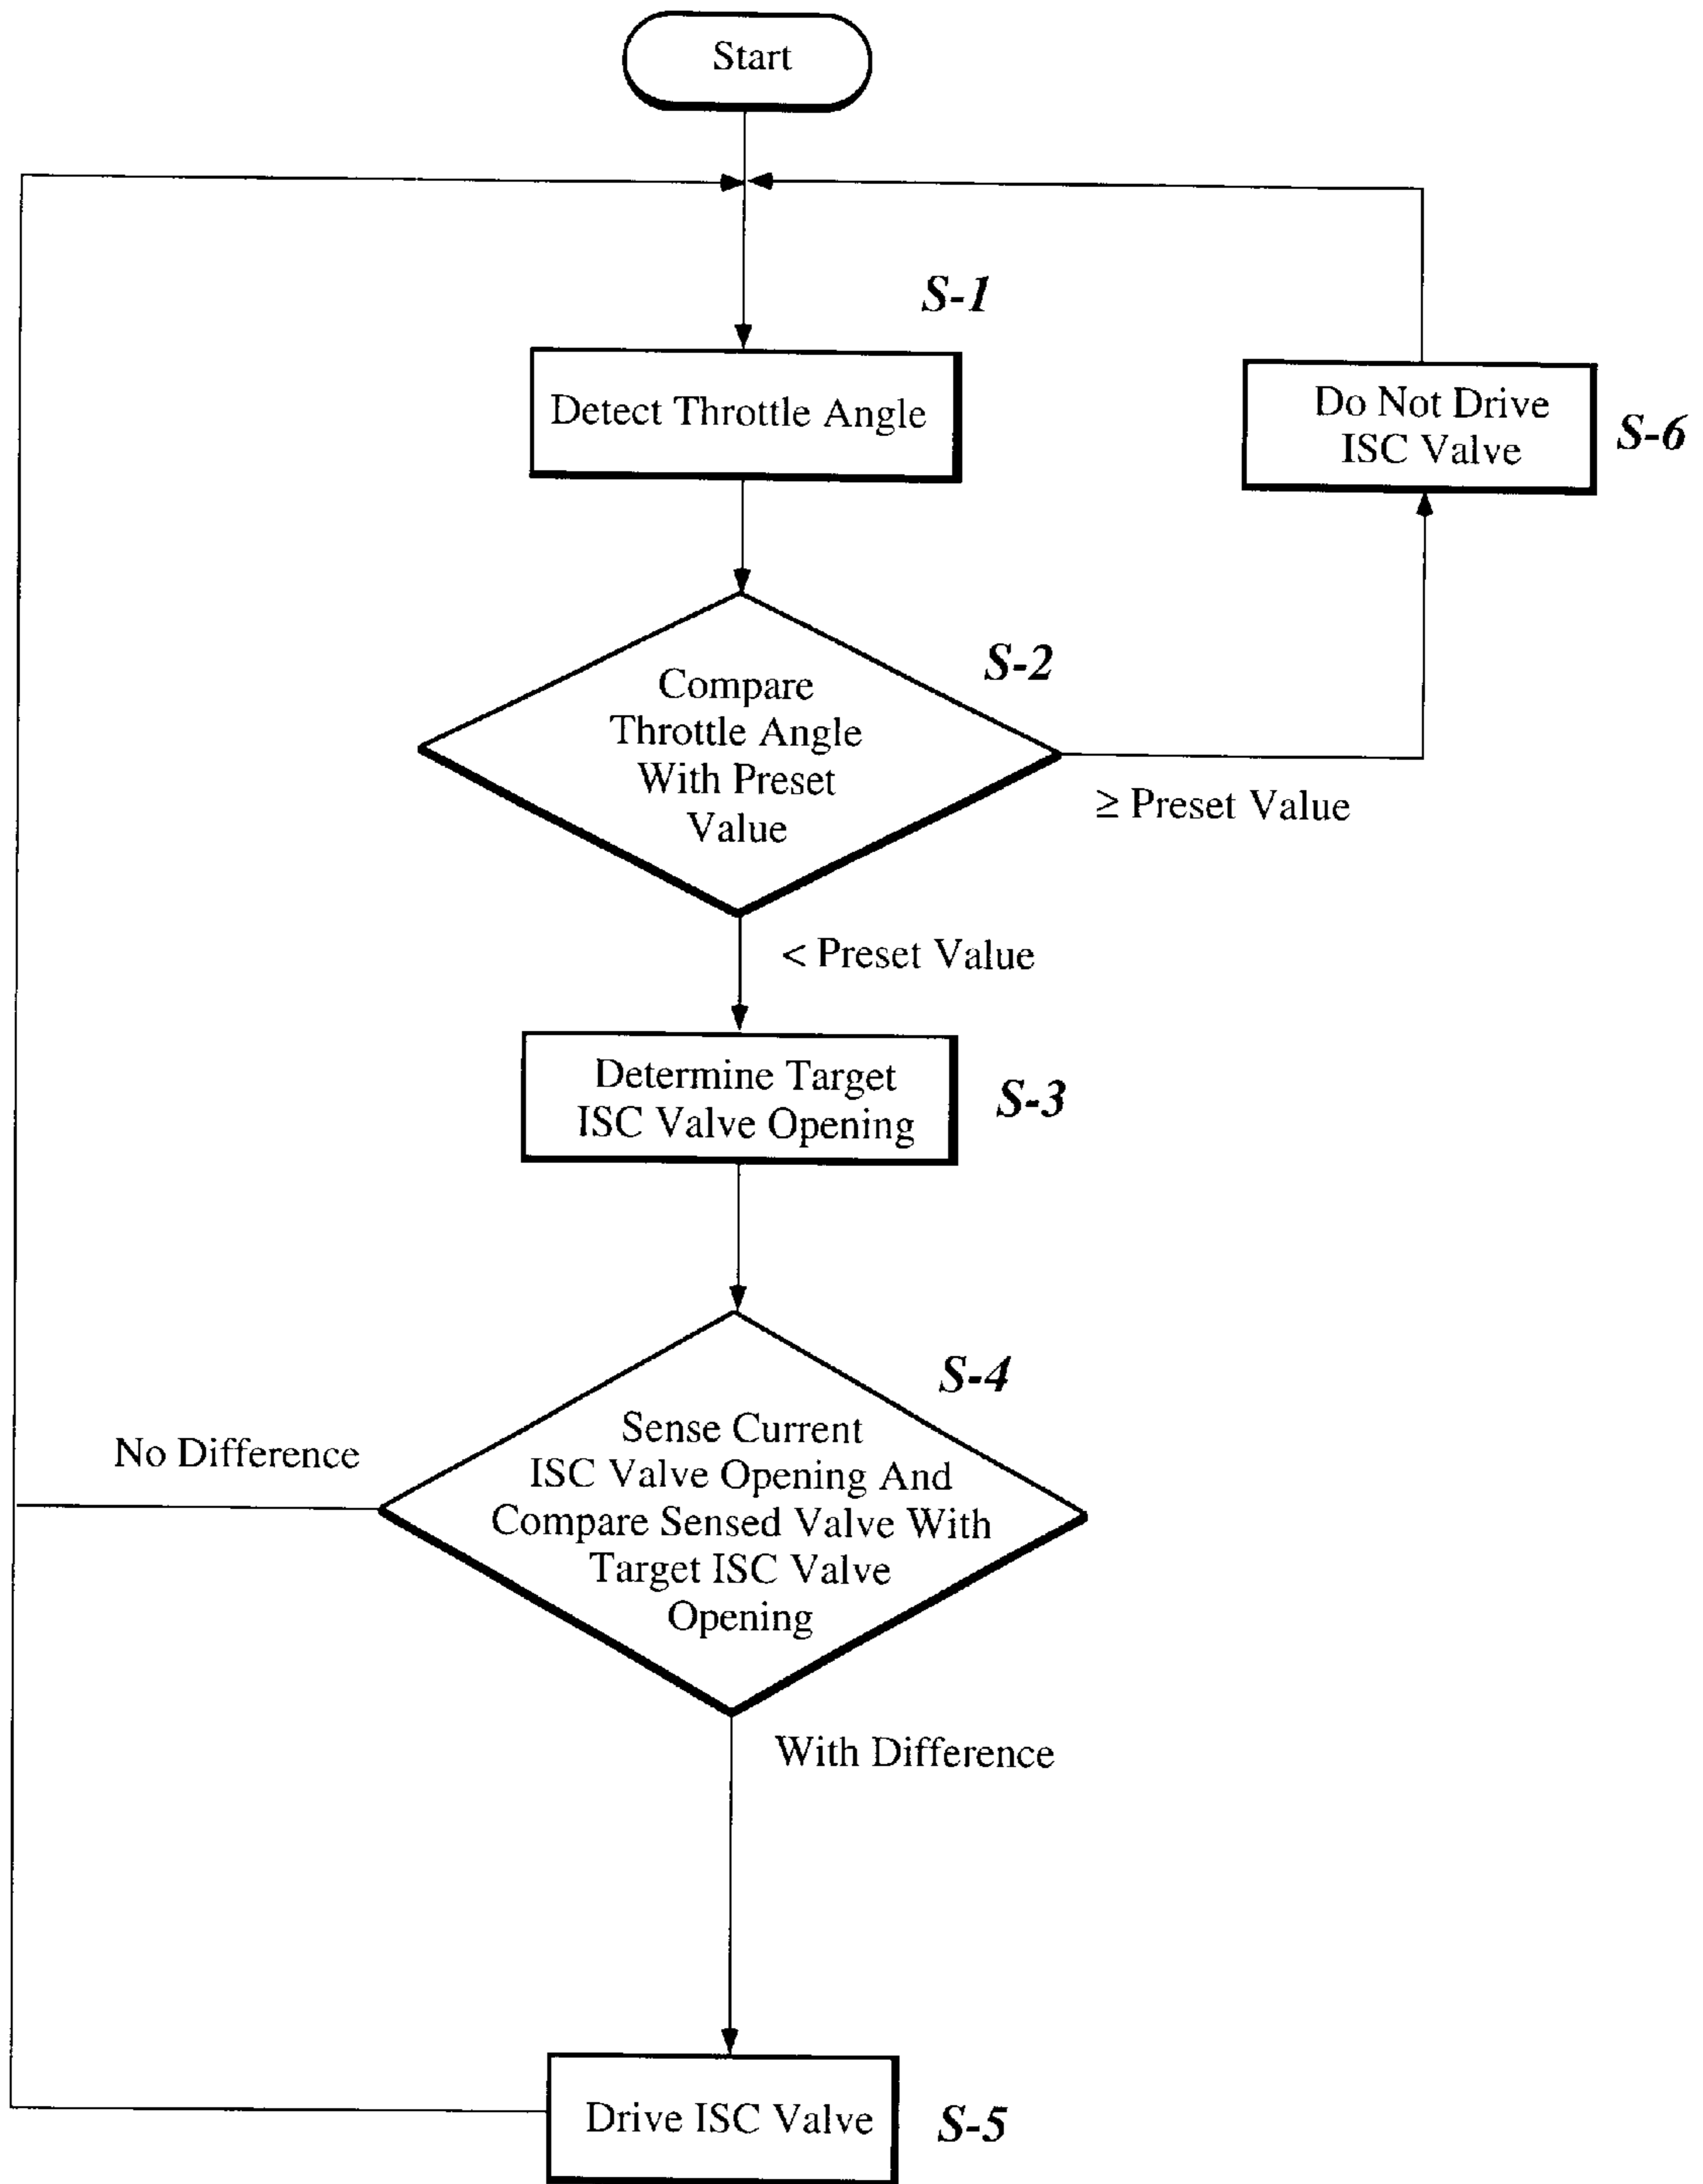 Start
S-1
Detect Throttle Angle
Do Not Drive
ISC Valve
S-6
S-2
Compare
Throttle Angle
With Preset
Value
≥ Preset Value
< Preset Value
Determine Target
ISC Valve Opening
S-3
S-4
Sense Current
ISC Valve Opening And
Compare Sensed Valve With
Target ISC Valve
Opening
No Difference
With Difference
Drive ISC Valve
S-5